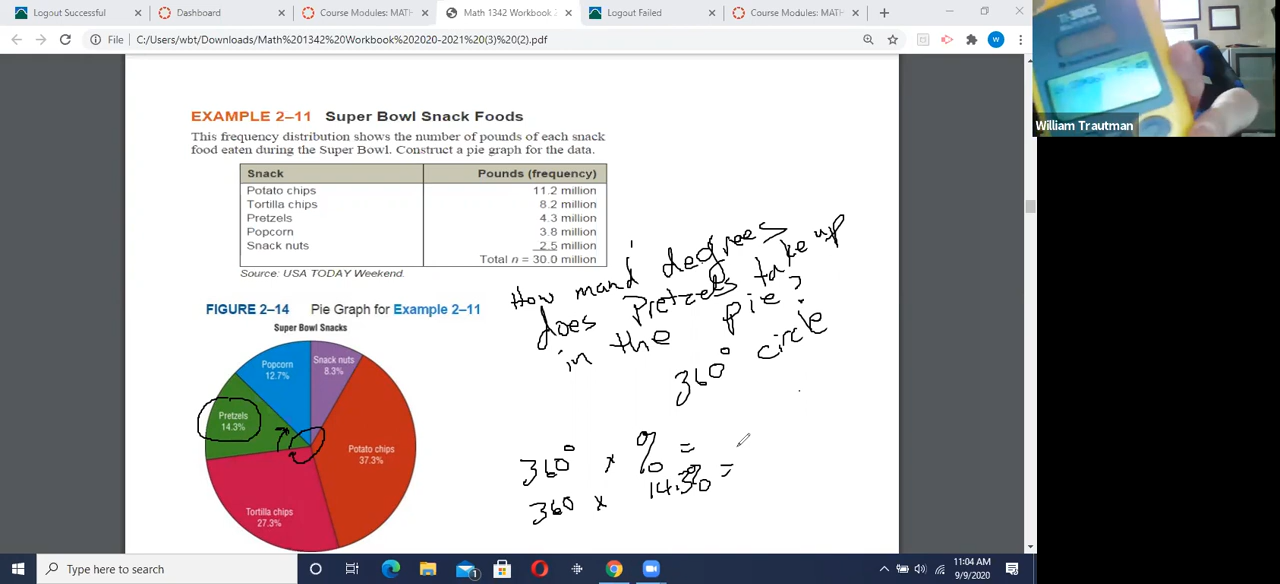 Logout Successful
Dashboard
Course Modules: MATH
Math 1342 Workbook
Logout Failed
Course Modules: MATH
File C:/Users/wbt/Downloads/Math%201342%20Workbook%202020-2021%20(3)%20(2).pdf
William Trautman
EXAMPLE 2–11 Super Bowl Snack Foods
This frequency distribution shows the number of pounds of each snack
food eaten during the Super Bowl. Construct a pie graph for the data.
Snack Pounds (frequency)
Potato chips 11.2 million
Tortilla chips 8.2 million
Pretzels 4.3 million
Popcorn 3.8 million
Snack nuts 2.5 million
Total n = 30.0 million
Source: USA TODAY Weekend.
FIGURE 2–14 Pie Graph for Example 2–11
Super Bowl Snacks
Popcorn
12.7%
Snack nuts
8.3%
Pretzels
14.3%
Potato chips
37.3%
Tortilla chips
27.3%
How many degrees
does Pretzels take up
in the pie?
360° circle
360° x % =
360 x 14.3% =
Type here to search
1
11:04 AM
9/9/2020